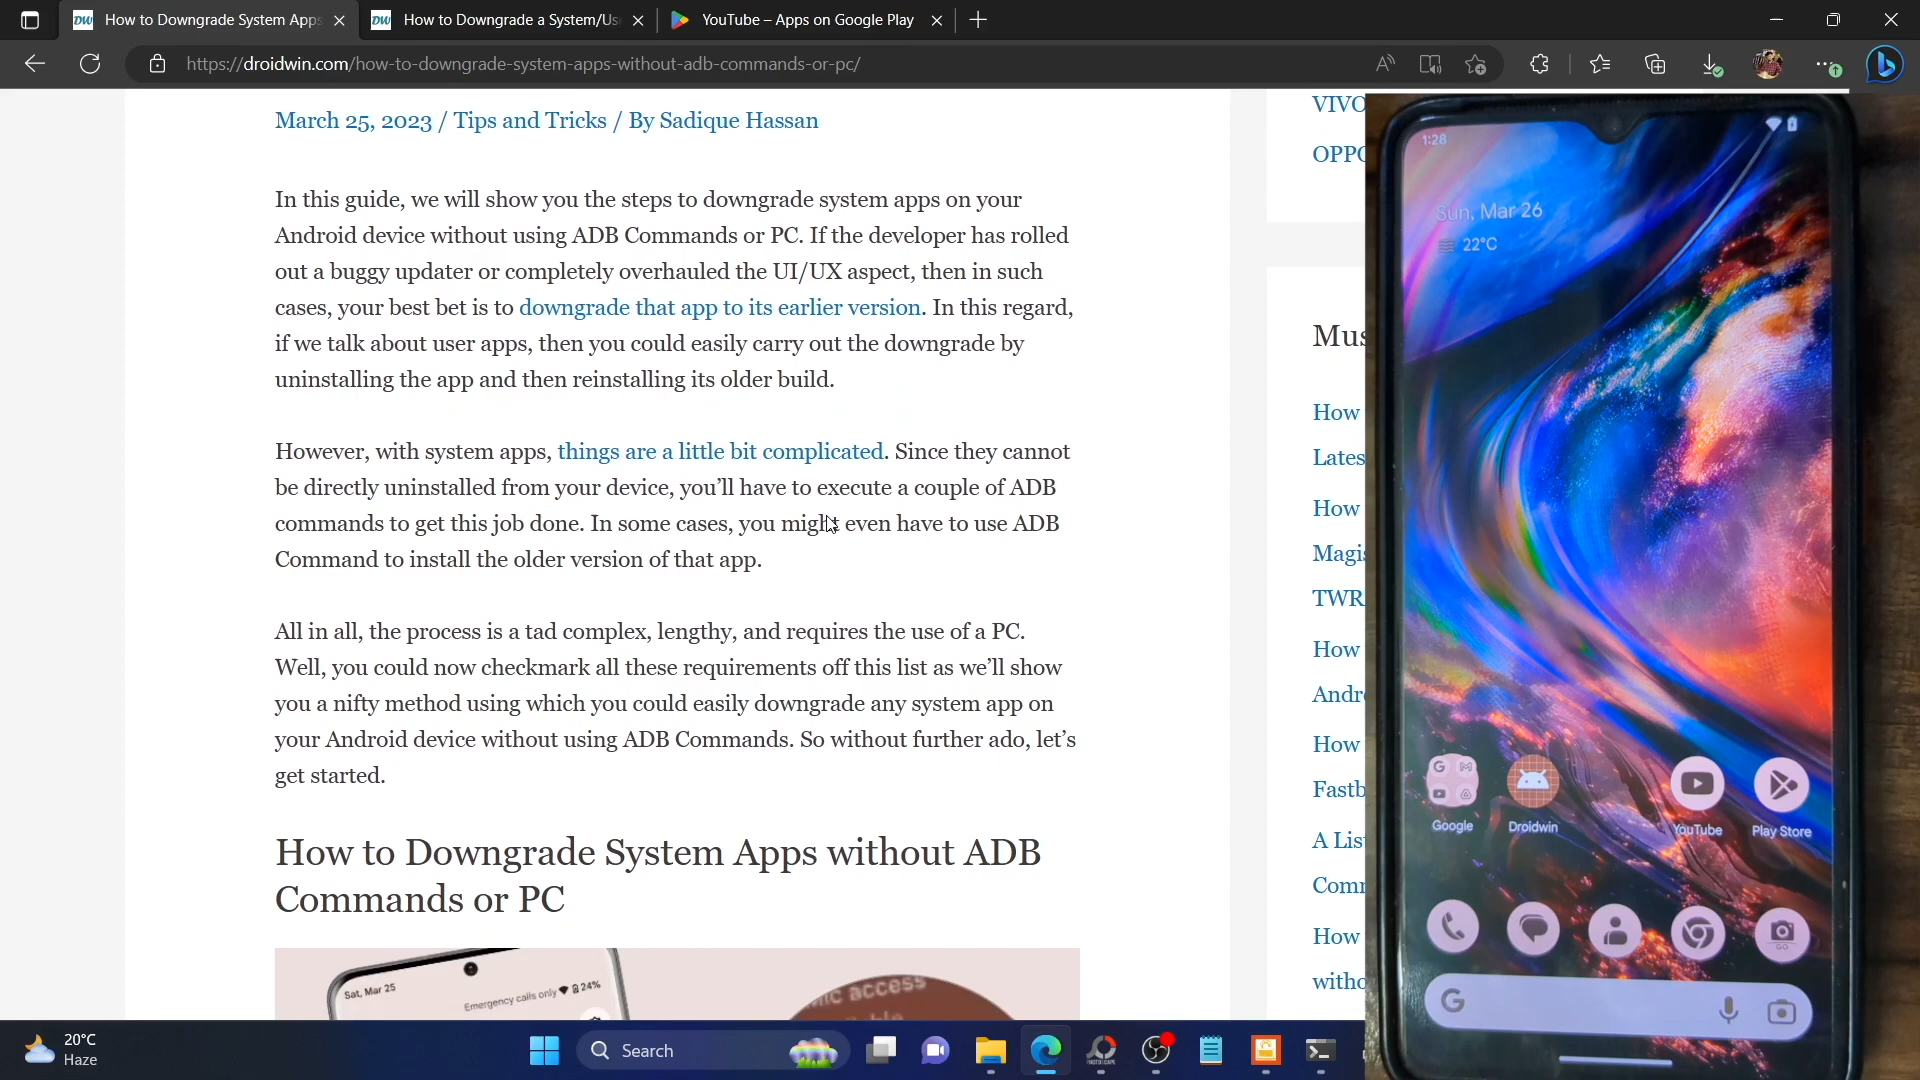 How to Downgrade System Apps
How to Downgrade a System/Us
YouTube – Apps on Google Play
https://droidwin.com/how-to-downgrade-system-apps-without-adb-commands-or-pc/
March 25, 2023 / Tips and Tricks / By Sadique Hassan
In this guide, we will show you the steps to downgrade system apps on your
Android device without using ADB Commands or PC. If the developer has rolled
out a buggy updater or completely overhauled the UI/UX aspect, then in such
cases, your best bet is to downgrade that app to its earlier version. In this regard,
if we talk about user apps, then you could easily carry out the downgrade by
uninstalling the app and then reinstalling its older build.
However, with system apps, things are a little bit complicated. Since they cannot
be directly uninstalled from your device, you'll have to execute a couple of ADB
commands to get this job done. In some cases, you might even have to use ADB
Command to install the older version of that app.
All in all, the process is a tad complex, lengthy, and requires the use of a PC.
Well, you could now checkmark all these requirements off this list as we'll show
you a nifty method using which you could easily downgrade any system app on
your Android device without using ADB Commands. So without further ado, let's
get started.
How to Downgrade System Apps without ADB
Commands or PC
Sat, Mar 25
Emergency calls only 24%
mic access
VIVO
OPPO
Mus
How
Lates
How
Magis
TWR
How
Andr
How
Fastb
A List
Com
How
witho
1:28
Sun, Mar 26
22°C
Google
Droidwin
YouTube
Play Store
20°C
Haze
Search